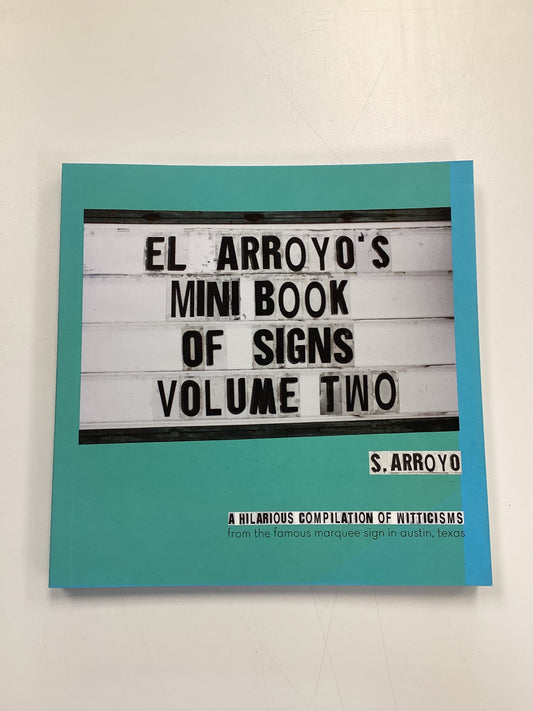 EL ARROYO'S
MINI BOOK
OF SIGNS
VOLUME TWO
S. ARROYO
A HILARIOUS COMPILATION OF WITTICISMS
from the famous marquee sign in austin, texas